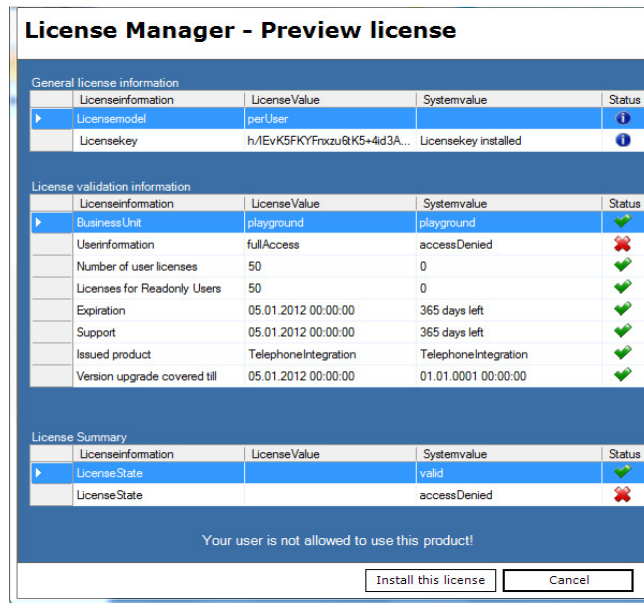 License Manager - Preview license
General license information
Licenseinformation LicenseValue Systemvalue Status
Licensemodel perUser
Licensekey h/IEvK5FKYFnxzu6tK5+4id3A... Licensekey installed
License validation information
Licenseinformation LicenseValue Systemvalue Status
BusinessUnit playground playground
Userinformation fullAccess accessDenied
Number of user licenses 50 0
Licenses for Readonly Users 50 0
Expiration 05.01.2012 00:00:00 365 days left
Support 05.01.2012 00:00:00 365 days left
Issued product TelephoneIntegration TelephoneIntegration
Version upgrade covered till 05.01.2012 00:00:00 01.01.0001 00:00:00
License Summary
Licenseinformation LicenseValue Systemvalue Status
LicenseState valid
LicenseState accessDenied
Your user is not allowed to use this product!
Install this license Cancel